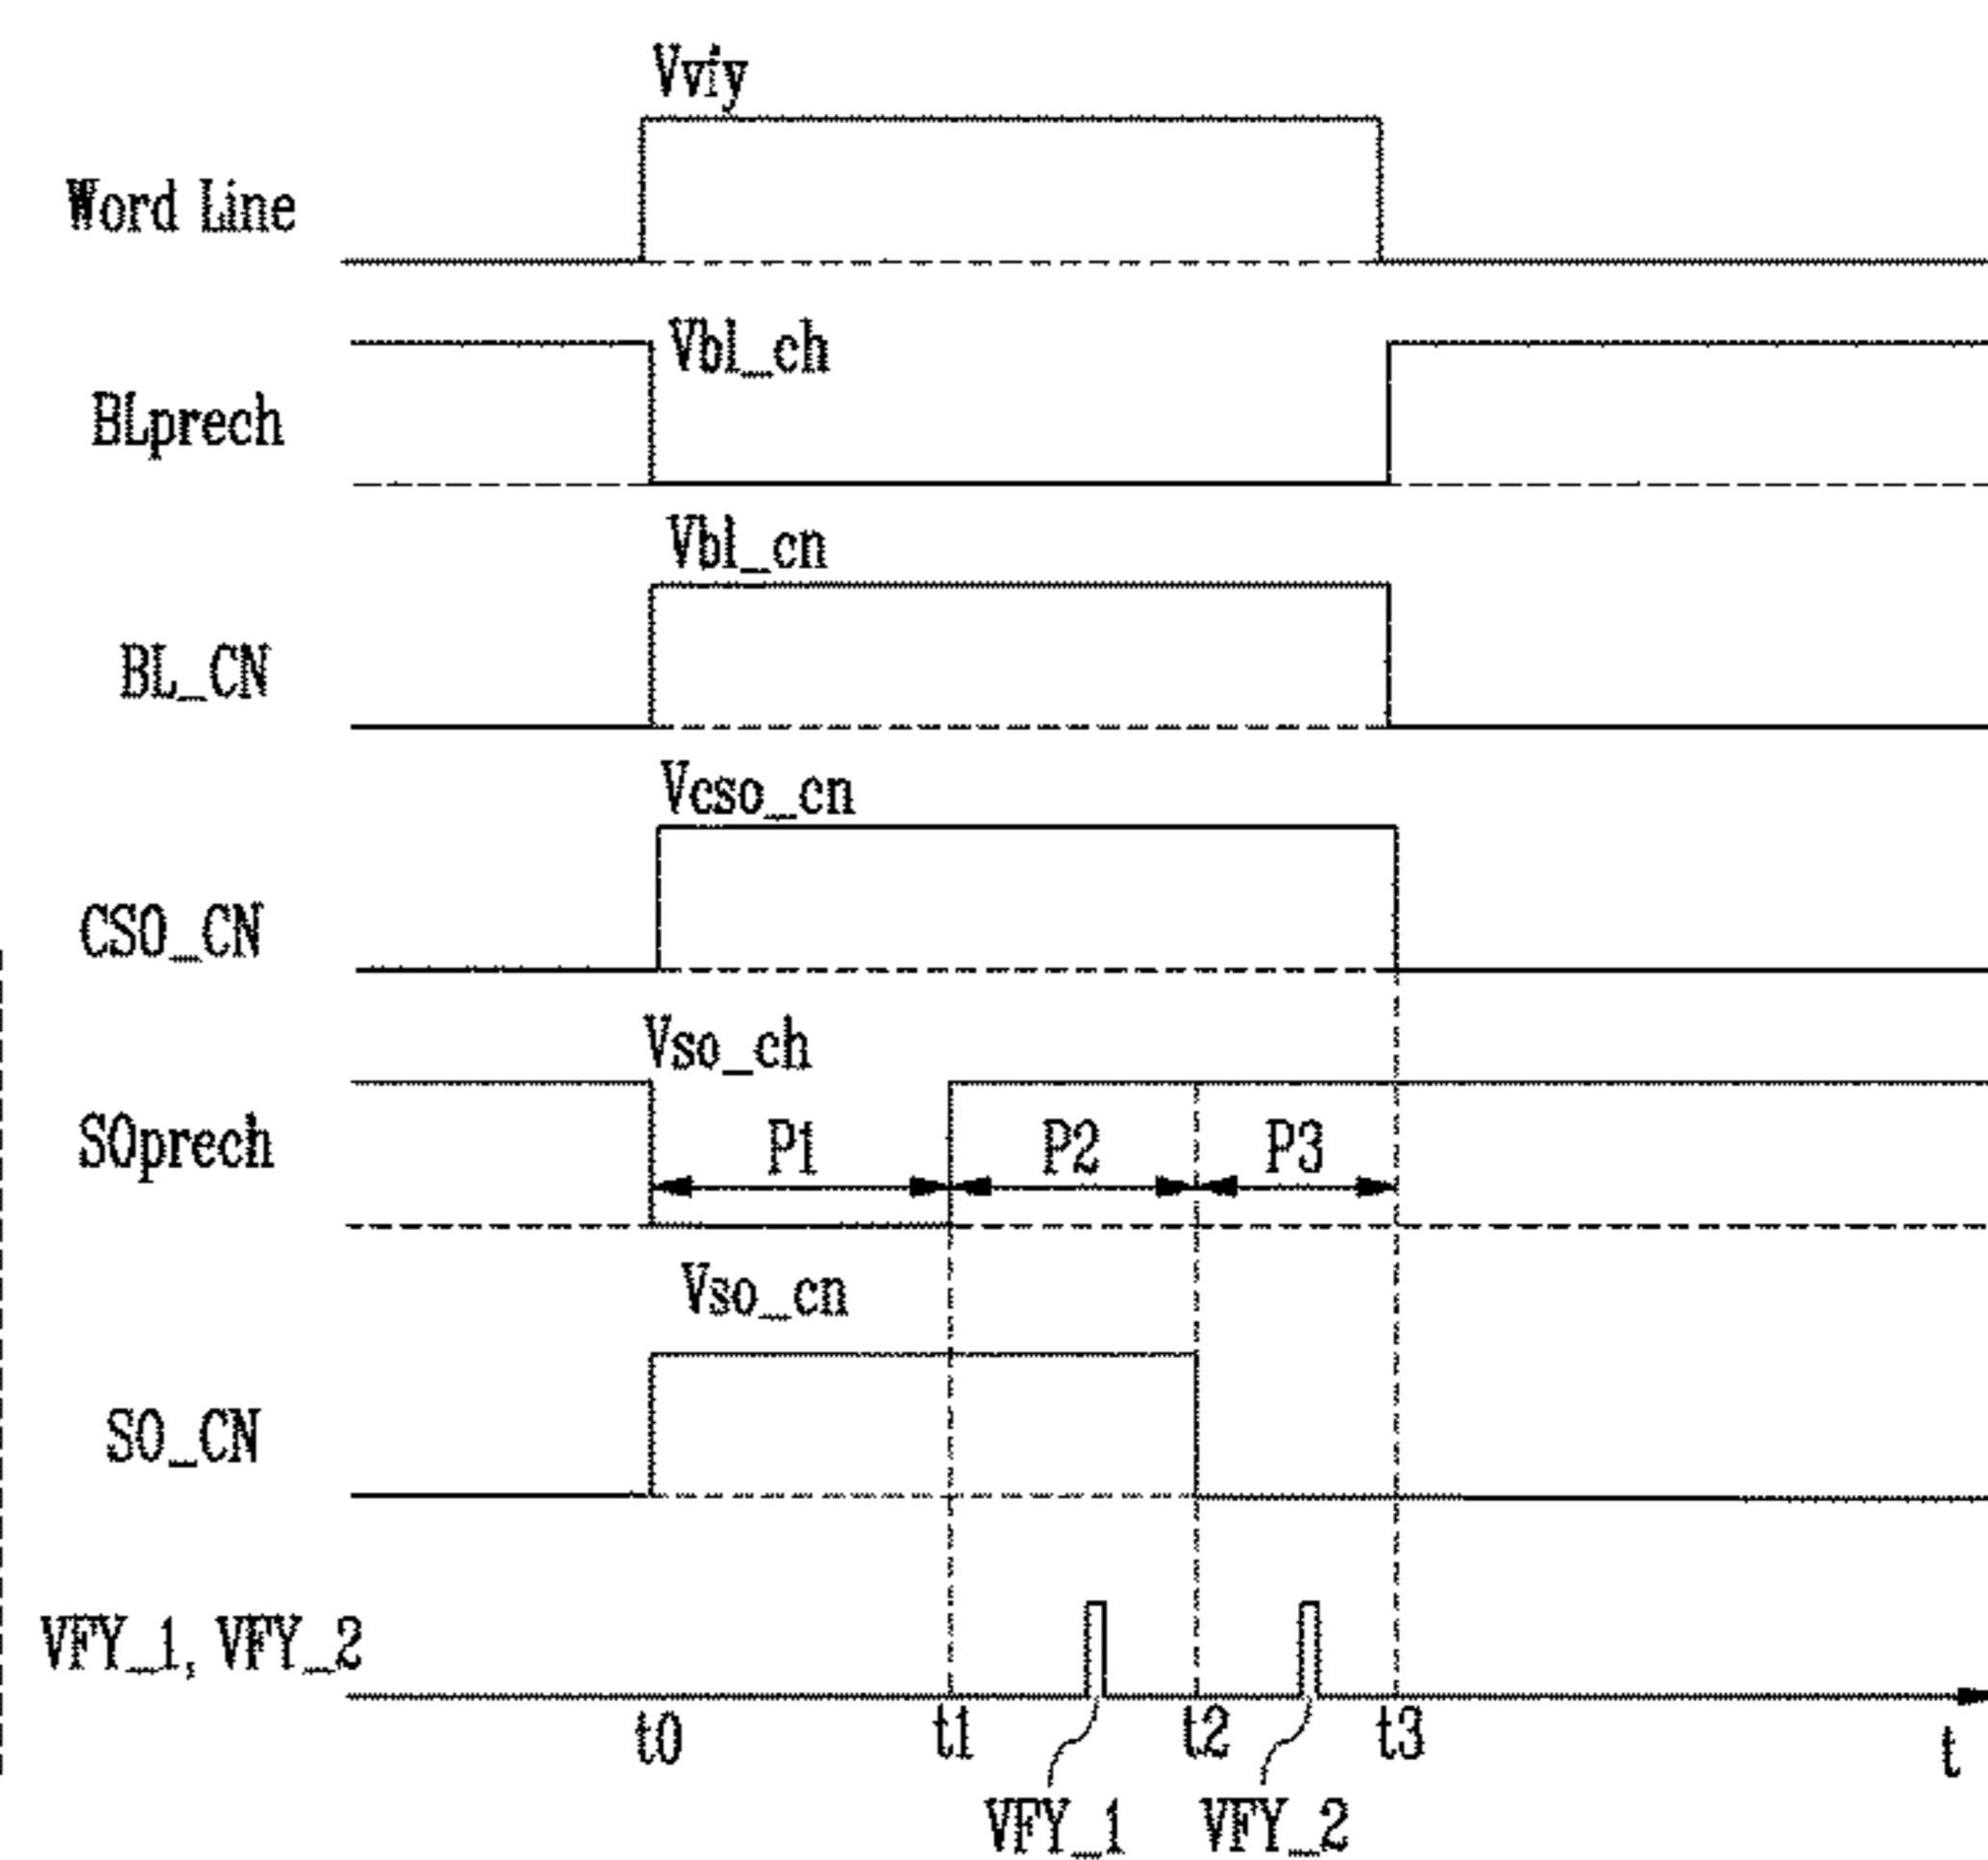 Vviy
Word Line
Vbl_ch
BLprech
Vbl_cn
BL_CN
Vcso_cn
CSO_CN
Vso_ch
SOprech
P1 P2 P3
Vso_cn
SO_CN
VFY_1, VFY_2
t0 t1 t2 t3 t
VFY_1 VFY_2